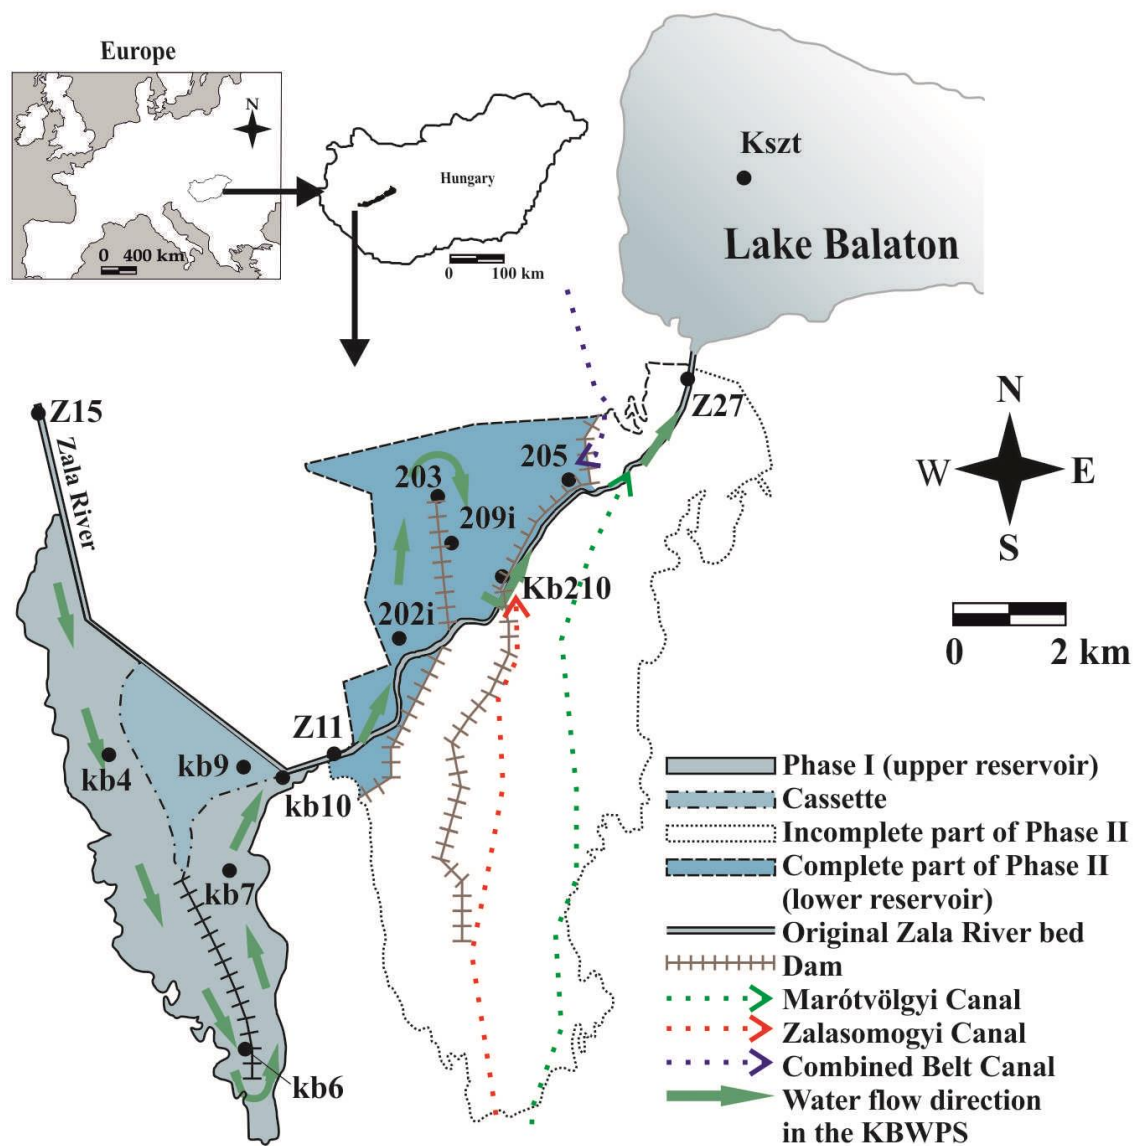 Europe
N
0 400 km
Hungary
0 100 km
Kszt
Lake Balaton
Z15
Zala River
Z27
N
W E
S
203
205
209i
Kb210
202i
Z11
kb4
kb9
kb10
kb7
kb6
0 2 km
Phase I (upper reservoir)
Cassette
Incomplete part of Phase II
Complete part of Phase II
(lower reservoir)
Original Zala River bed
Dam
Marótvölgyi Canal
Zalasomogyi Canal
Combined Belt Canal
Water flow direction
in the KBWPS